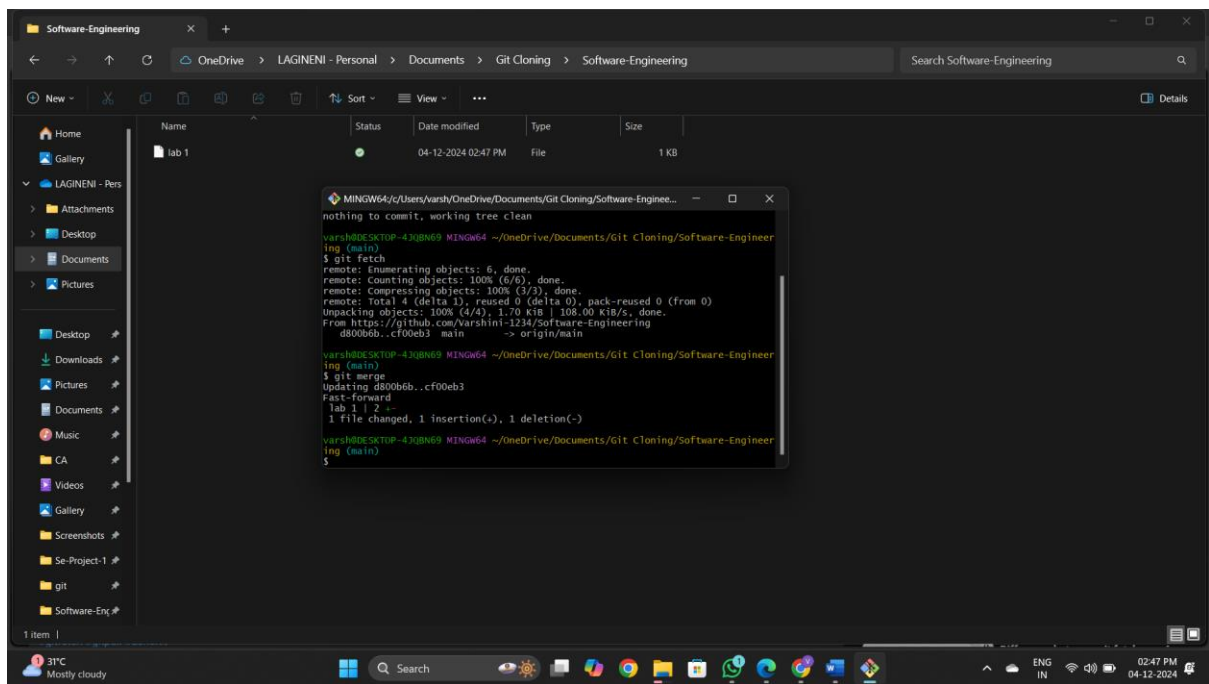 Software-Engineering
OneDrive > LAGINENI - Personal > Documents > Git Cloning > Software-Engineering
Search Software-Engineering
New
Sort
View
Details
Name Status Date modified Type Size
lab 1 04-12-2024 02:47 PM File 1 KB
Home
Gallery
LAGINENI - Pers
Attachments
Desktop
Documents
Pictures
Desktop
Downloads
Pictures
Documents
Music
CA
Videos
Gallery
Screenshots
Se-Project-1
git
Software-Eng
1 item
MINGW64:/c/Users/varsh/OneDrive/Documents/Git Cloning/Software-Enginee...
nothing to commit, working tree clean
varsh@DESKTOP-4JQBN69 MINGW64 ~/OneDrive/Documents/Git Cloning/Software-Engineer
ing (main)
$ git fetch
remote: Enumerating objects: 6, done.
remote: Counting objects: 100% (6/6), done.
remote: Compressing objects: 100% (3/3), done.
remote: Total 4 (delta 1), reused 0 (delta 0), pack-reused 0 (from 0)
Unpacking objects: 100% (4/4), 1.70 KiB | 108.00 KiB/s, done.
From https://github.com/Varshini-1234/Software-Engineering
d800b6b..cf00eb3 main -> origin/main
varsh@DESKTOP-4JQBN69 MINGW64 ~/OneDrive/Documents/Git Cloning/Software-Engineer
ing (main)
$ git merge
Updating d800b6b..cf00eb3
Fast-forward
lab 1 | 2 +-
1 file changed, 1 insertion(+), 1 deletion(-)
varsh@DESKTOP-4JQBN69 MINGW64 ~/OneDrive/Documents/Git Cloning/Software-Engineer
ing (main)
$
1
31°C
Mostly cloudy
Search
ENG
IN
02:47 PM
04-12-2024